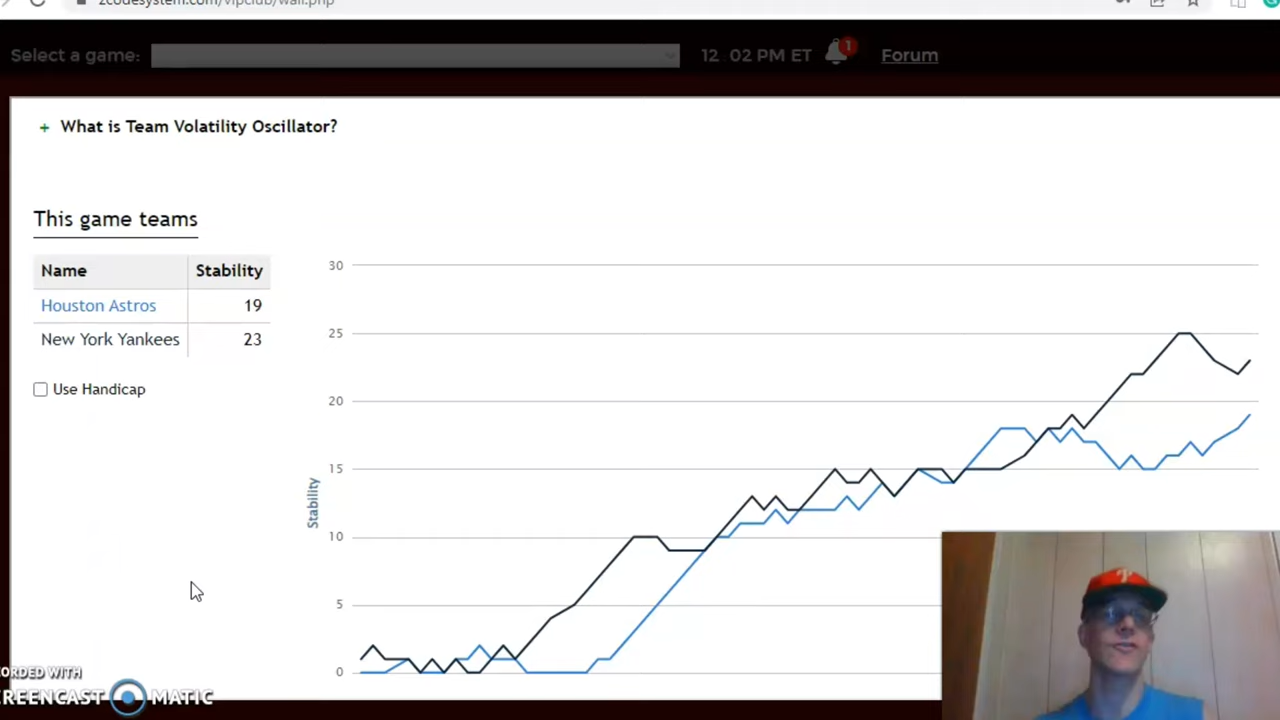 zcodesystem.com/vipclub/wall.php
Select a game:
12 02 PM ET
1
Forum
+ What is Team Volatility Oscillator?
This game teams
Name Stability
Houston Astros 19
New York Yankees 23
Use Handicap
30
25
20
15
10
5
0
Stability
T
ORDED WITH
REENCAST MATIC